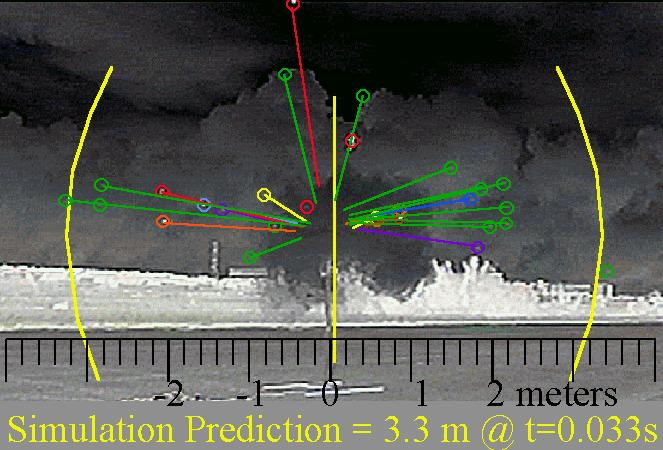 -2 -1 0 1 2 meters
Simulation Prediction = 3.3 m @ t=0.033s